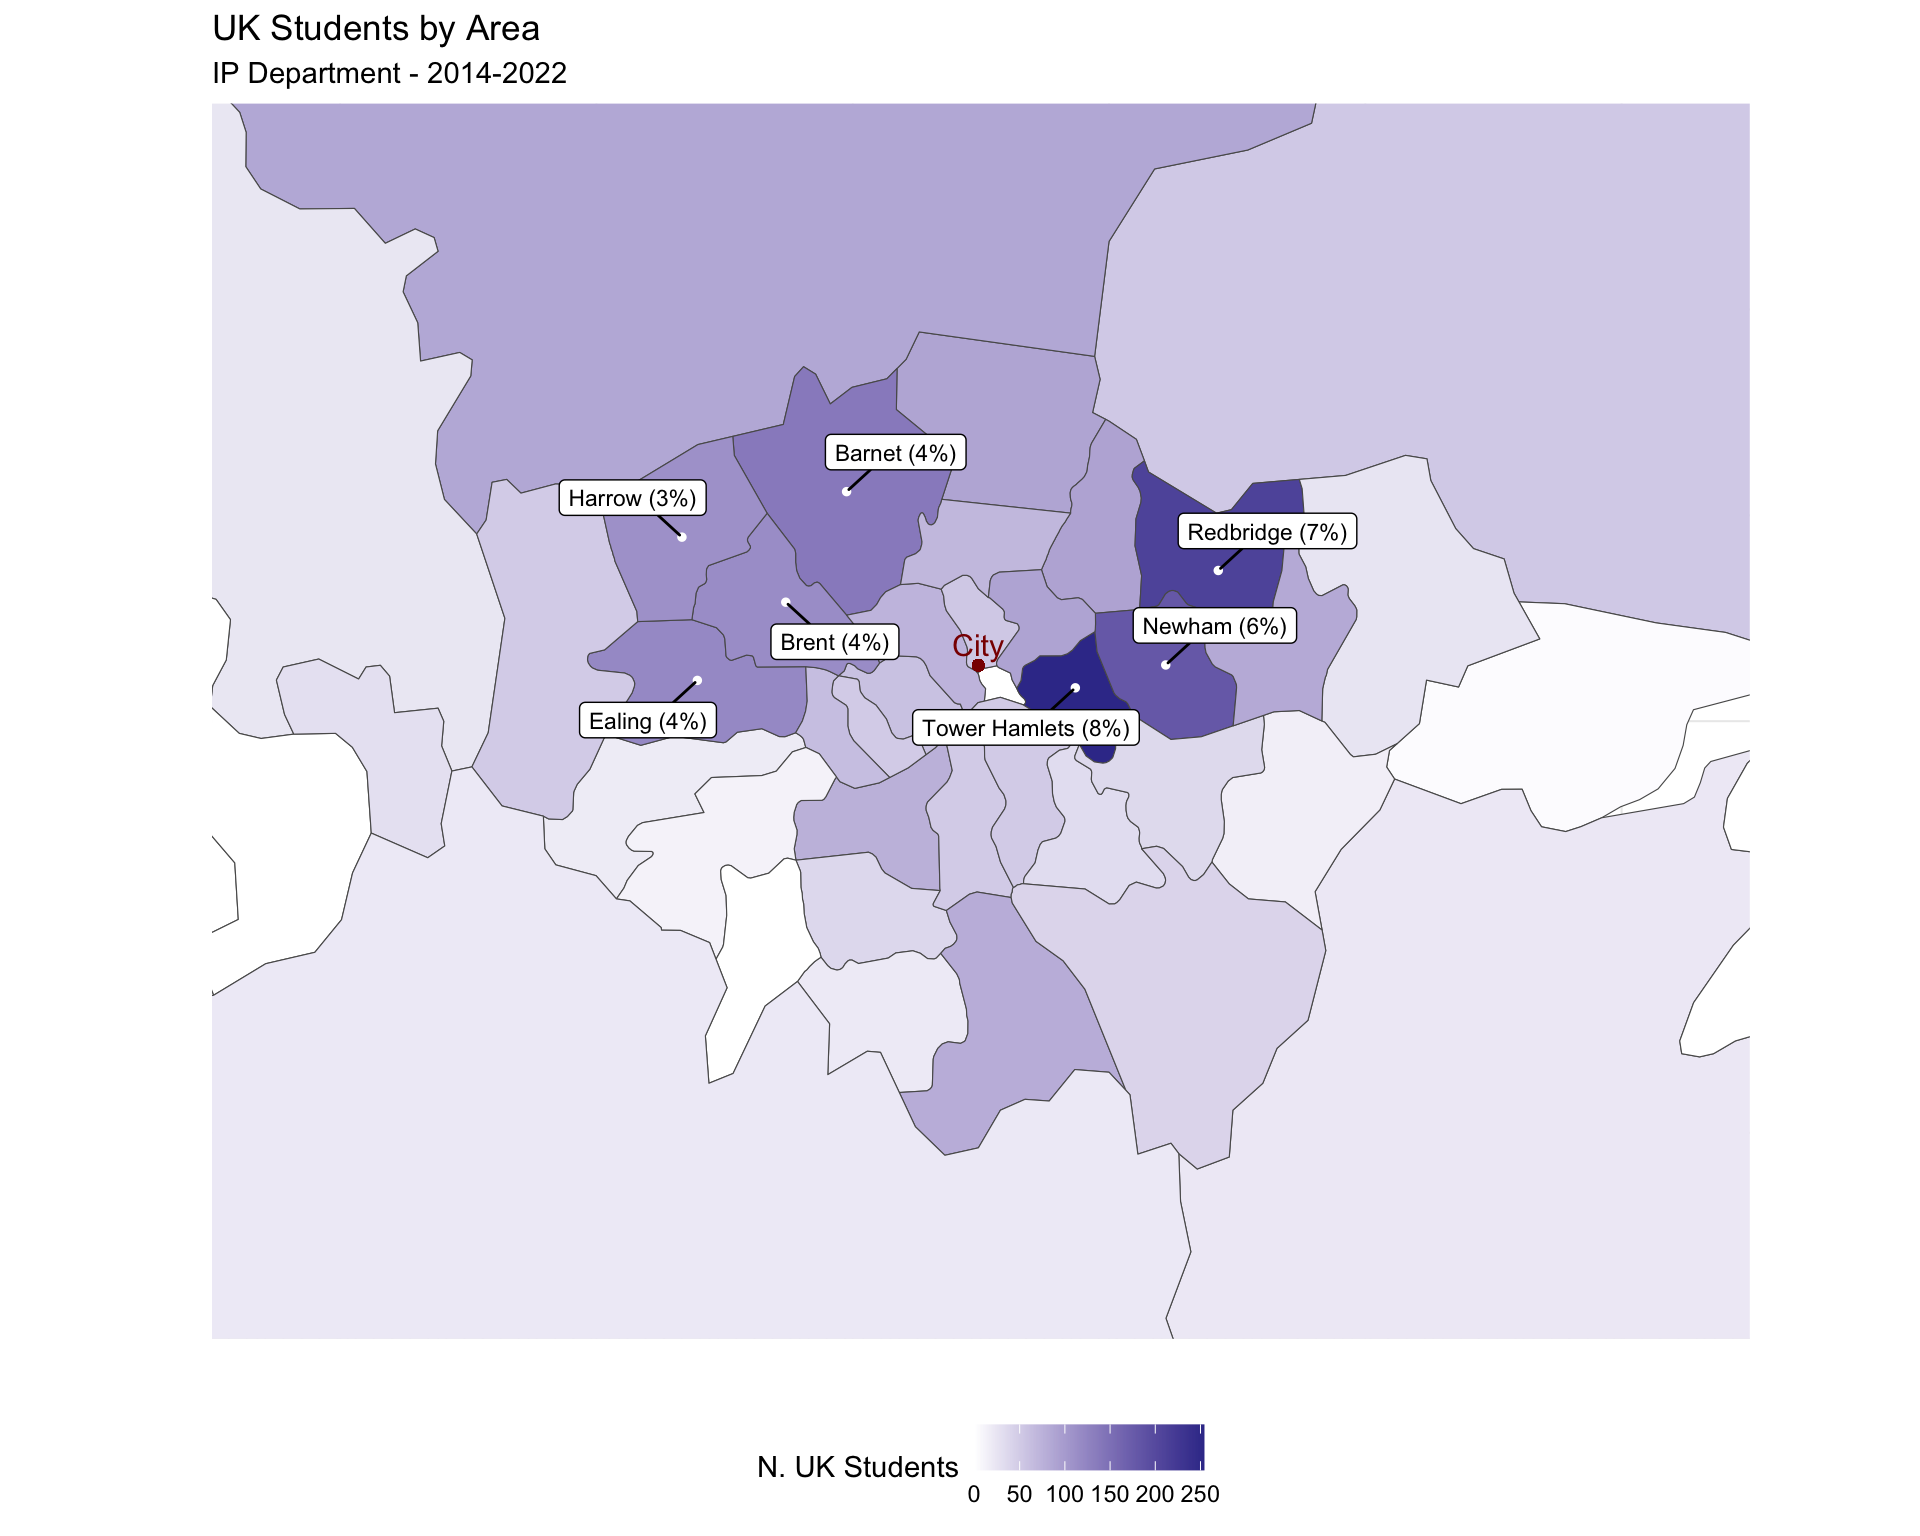 UK Students by Area
IP Department - 2014-2022
Barnet (4%)
Harrow (3%)
Redbridge (7%)
Newham (6%)
Brent (4%)
City
Ealing (4%)
Tower Hamlets (8%)
N. UK Students
0 50 100 150 200 250